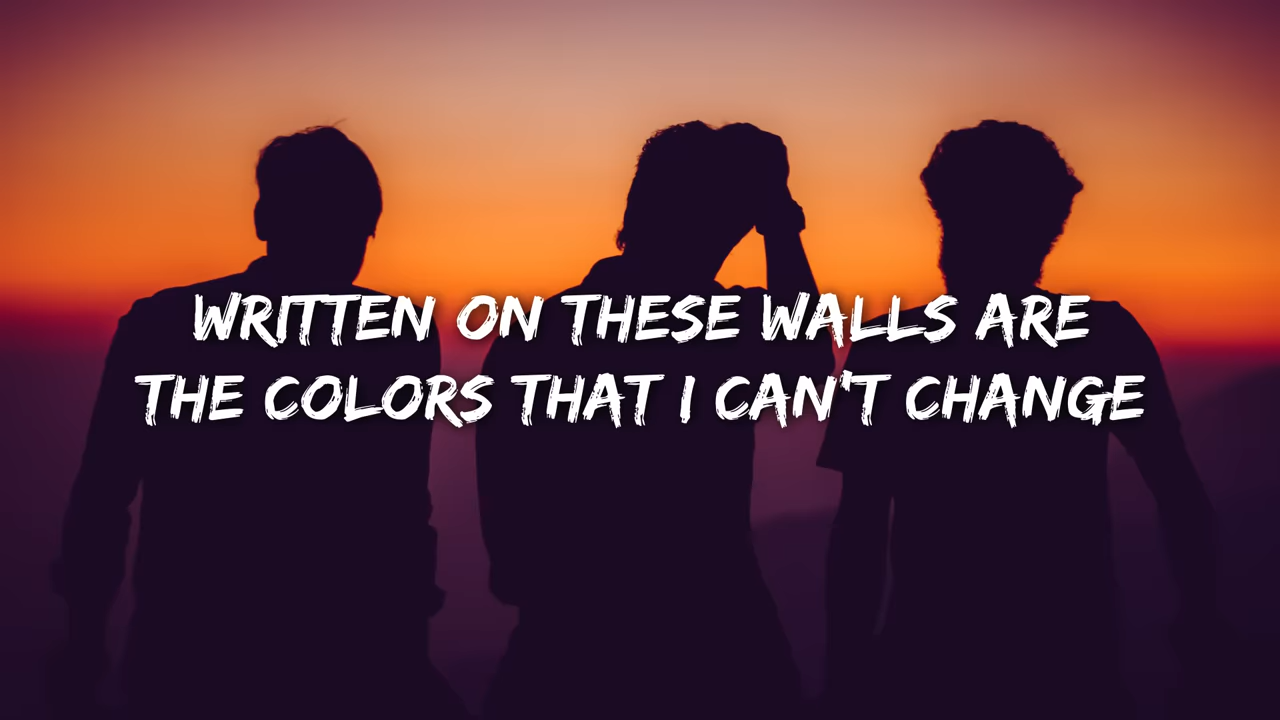 WRITTEN ON THESE WALLS ARE
THE COLORS THAT I CAN'T CHANGE